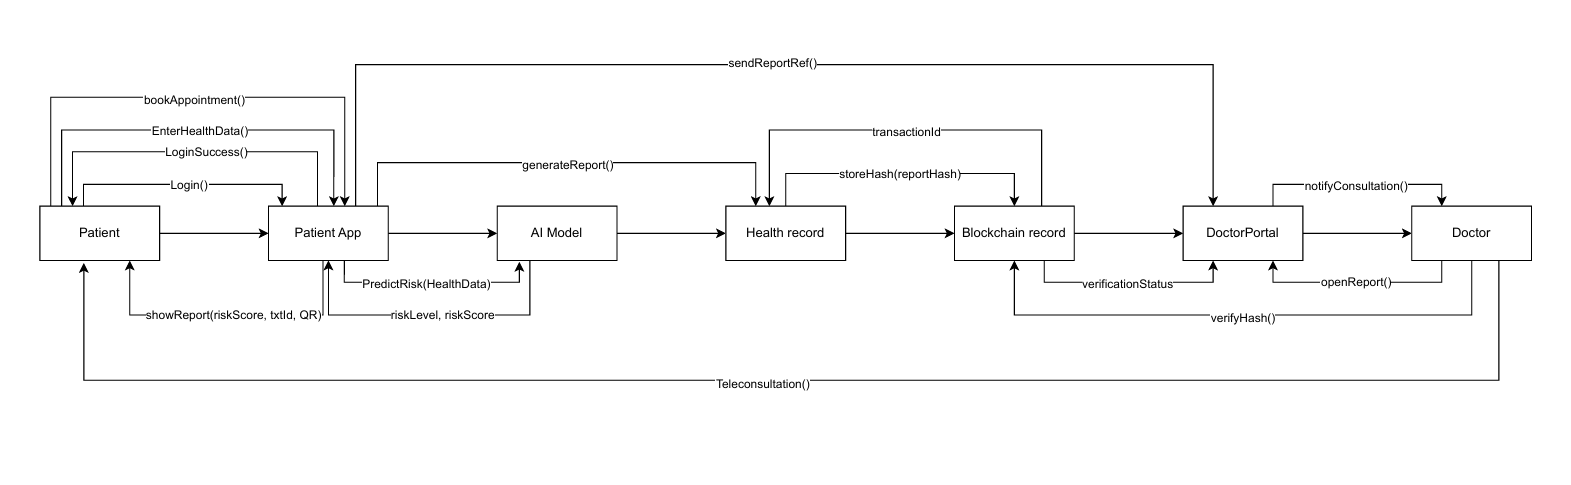 sendReportRef()
bookAppointment()
EnterHealthData()
transactionId
LoginSuccess()
generateReport()
storeHash(reportHash)
Login()
notifyConsultation()
Patient
Patient App
AI Model
Health record
Blockchain record
DoctorPortal
Doctor
PredictRisk(HealthData)
verificationStatus
openReport()
showReport(riskScore, txtId, QR)
riskLevel, riskScore
verifyHash()
Teleconsultation()